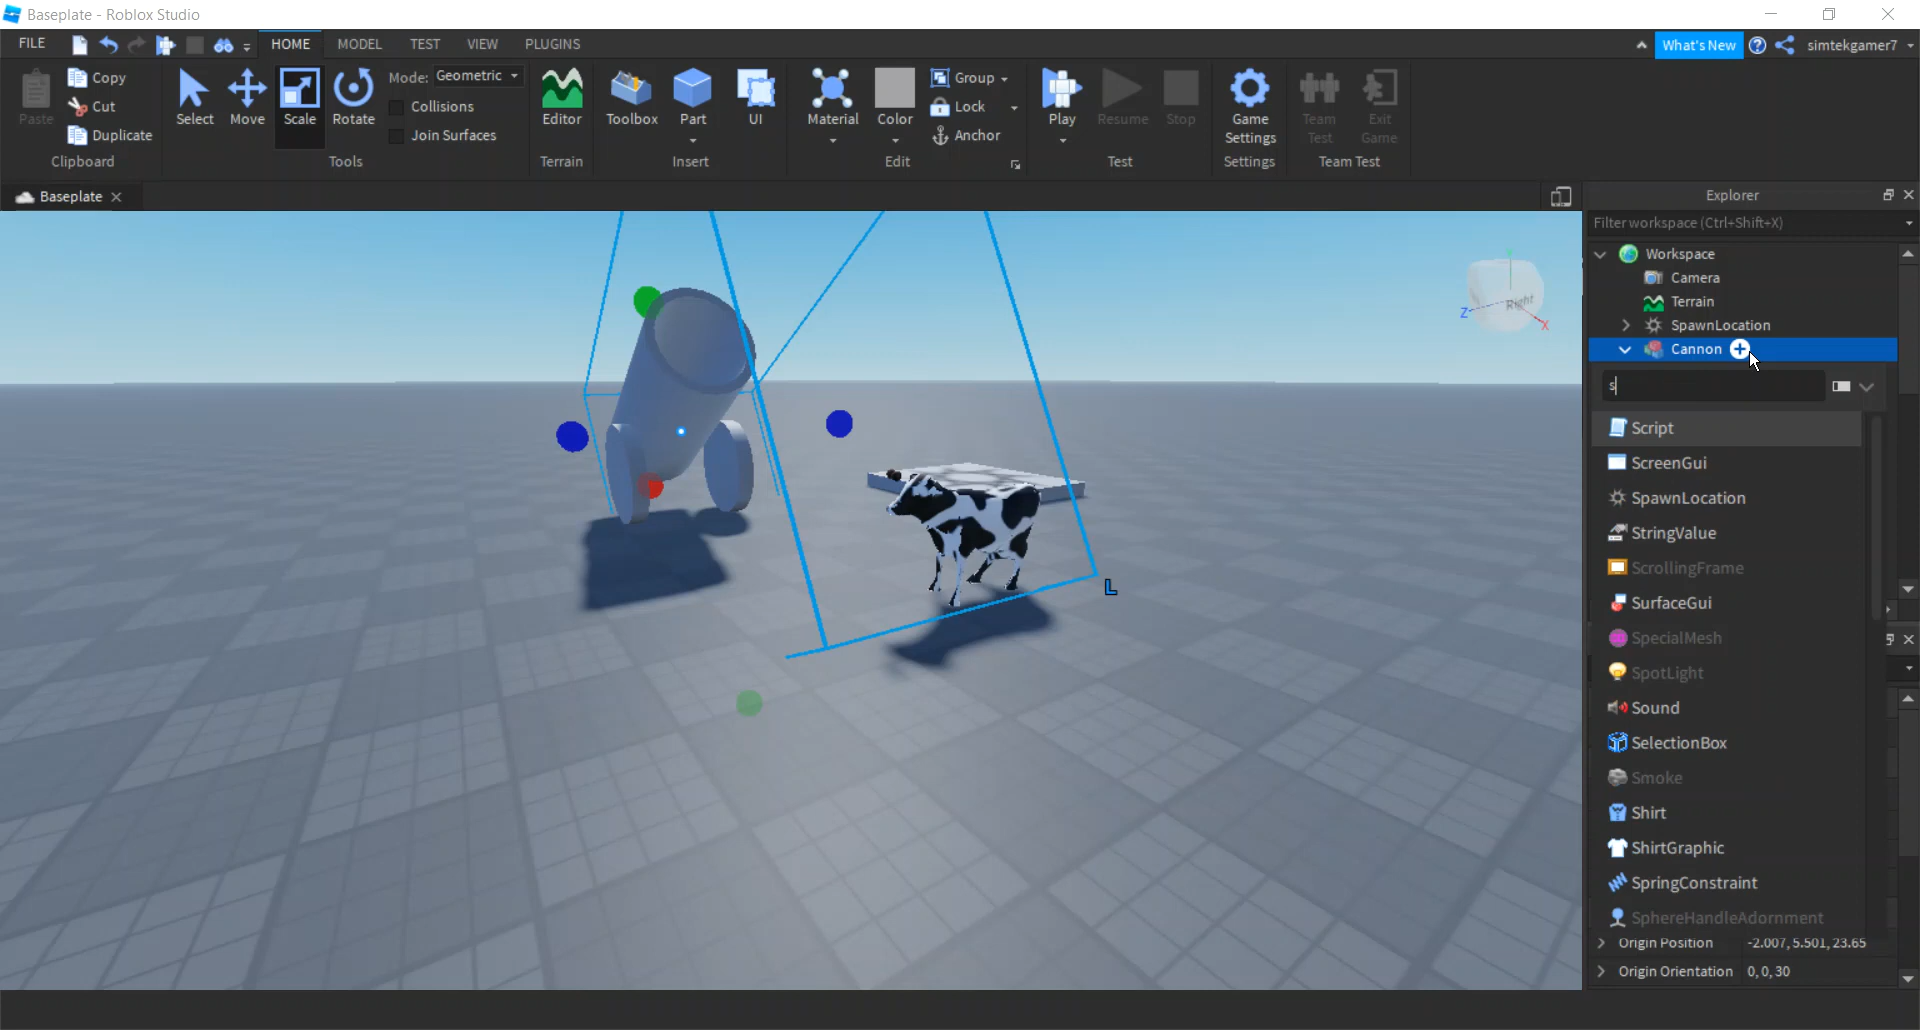 Baseplate - Roblox Studio
FILE
HOME
MODEL
TEST
VIEW
PLUGINS
What's New
simtekgamer7
Paste
Copy
Cut
Duplicate
Clipboard
Select
Move
Scale
Rotate
Mode: Geometric
Collisions
Join Surfaces
Tools
Editor
Terrain
Toolbox
Part
UI
Insert
Material
Color
Group
Lock
Anchor
Edit
Play
Resume
Stop
Test
Game
Settings
Settings
Team
Test
Exit
Game
Team Test
Baseplate
Explorer
Filter workspace (Ctrl+Shift+X)
Workspace
Camera
Terrain
SpawnLocation
Cannon
s
Script
ScreenGui
SpawnLocation
StringValue
ScrollingFrame
SurfaceGui
SpecialMesh
SpotLight
Sound
SelectionBox
Smoke
Shirt
ShirtGraphic
SpringConstraint
SphereHandleAdornment
Origin Position -2.007, 5.501, 23.65
Origin Orientation 0, 0, 30
Y
Z
Right
X
L